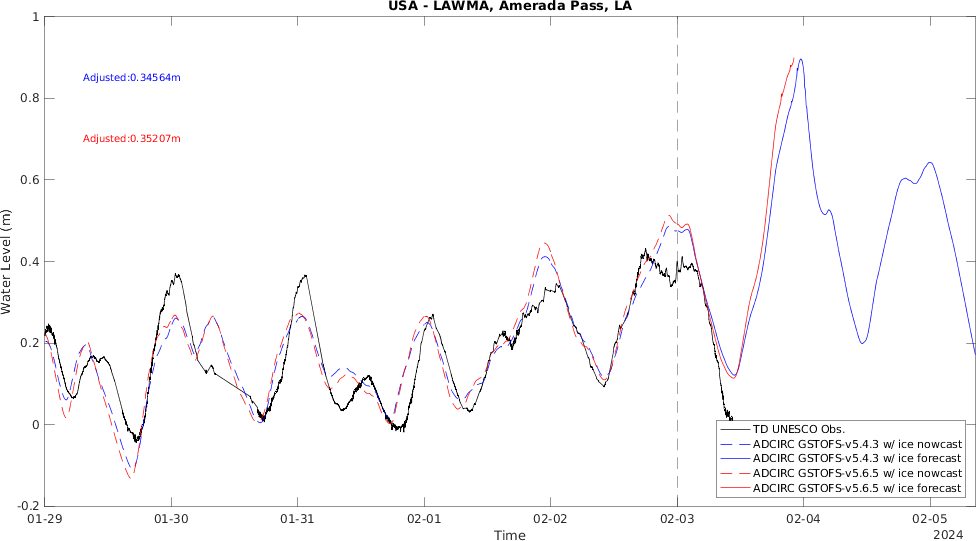 USA - LAWMA, Amerada Pass, LA
1
Adjusted:0.34564m
0.8
Adjusted:0.35207m
0.6
0.4
0.2
0
-0.2
Water Level (m)
TD UNESCO Obs.
ADCIRC GSTOFS-v5.4.3 w/ ice nowcast
ADCIRC GSTOFS-v5.4.3 w/ ice forecast
ADCIRC GSTOFS-v5.6.5 w/ ice nowcast
ADCIRC GSTOFS-v5.6.5 w/ ice forecast
01-29 01-30 01-31 02-01 02-02 02-03 02-04 02-05
Time
2024